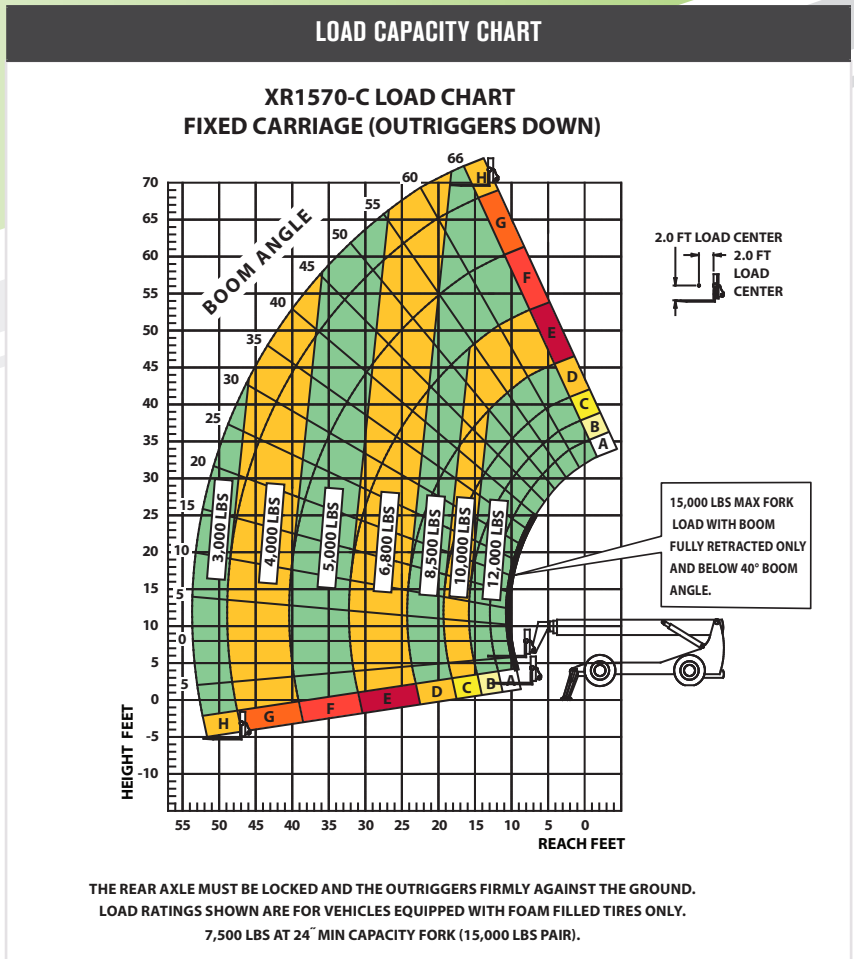 LOAD CAPACITY CHART
XR1570-C LOAD CHART
FIXED CARRIAGE (OUTRIGGERS DOWN)
BOOM ANGLE
66
60
55
50
45
40
35
30
25
20
15
10
5
0
5
70
65
60
55
50
45
40
35
30
25
20
15
10
5
0
-5
-10
HEIGHT FEET
H
G
F
E
D
C
B
A
2.0 FT LOAD CENTER
2.0 FT
LOAD
CENTER
3,000 LBS
4,000 LBS
5,000 LBS
6,800 LBS
8,500 LBS
10,000 LBS
12,000 LBS
15,000 LBS MAX FORK
LOAD WITH BOOM
FULLY RETRACTED ONLY
AND BELOW 40° BOOM
ANGLE.
H G F E D C B A
55 50 45 40 35 30 25 20 15 10 5 0
REACH FEET
THE REAR AXLE MUST BE LOCKED AND THE OUTRIGGERS FIRMLY AGAINST THE GROUND.
LOAD RATINGS SHOWN ARE FOR VEHICLES EQUIPPED WITH FOAM FILLED TIRES ONLY.
7,500 LBS AT 24˝ MIN CAPACITY FORK (15,000 LBS PAIR).